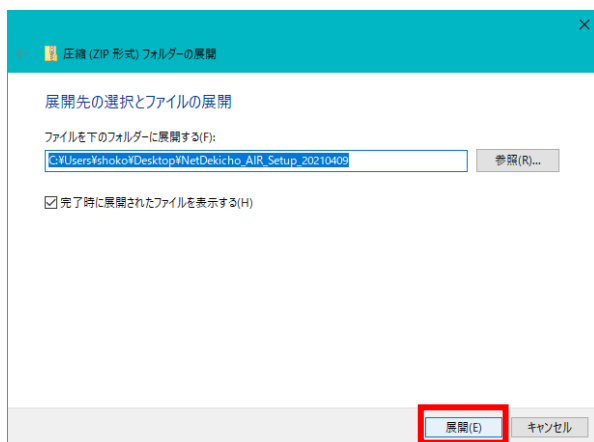 圧縮 (ZIP 形式) フォルダーの展開
展開先の選択とファイルの展開
ファイルを下のフォルダーに展開する(F):
C:¥Users¥shoko¥Desktop¥NetDekicho_AIR_Setup_20210409
参照(R)...
完了時に展開されたファイルを表示する(H)
展開(E)
キャンセル